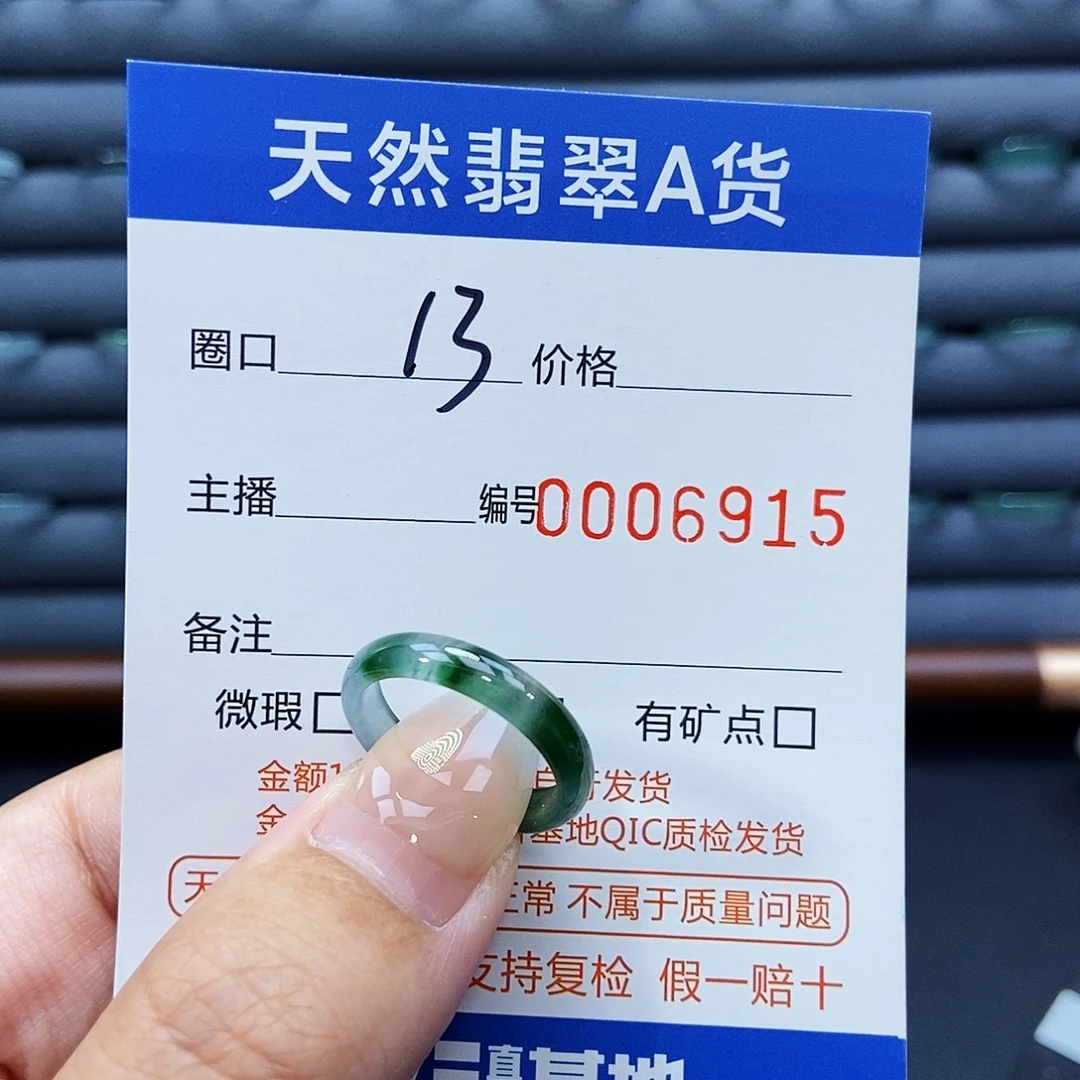 天然翡翠A货
圈口 13 价格
主播 编号0006915
备注
微瑕 有矿点
金额 发货
金 基地QIC质检发货
天 正常 不属于质量问题
支持复检 假一赔十
基地